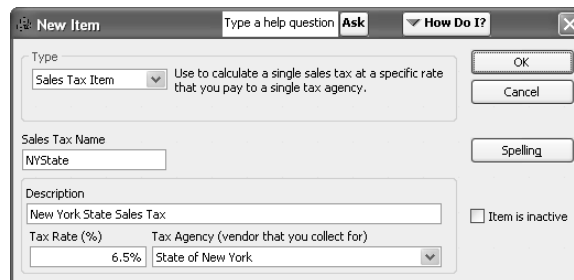 New Item
Type a help question Ask
How Do I?
Type
Sales Tax Item
Use to calculate a single sales tax at a specific rate
that you pay to a single tax agency.
OK
Cancel
Sales Tax Name
NYState
Spelling
Description
New York State Sales Tax
Item is inactive
Tax Rate (%) Tax Agency (vendor that you collect for)
6.5% State of New York